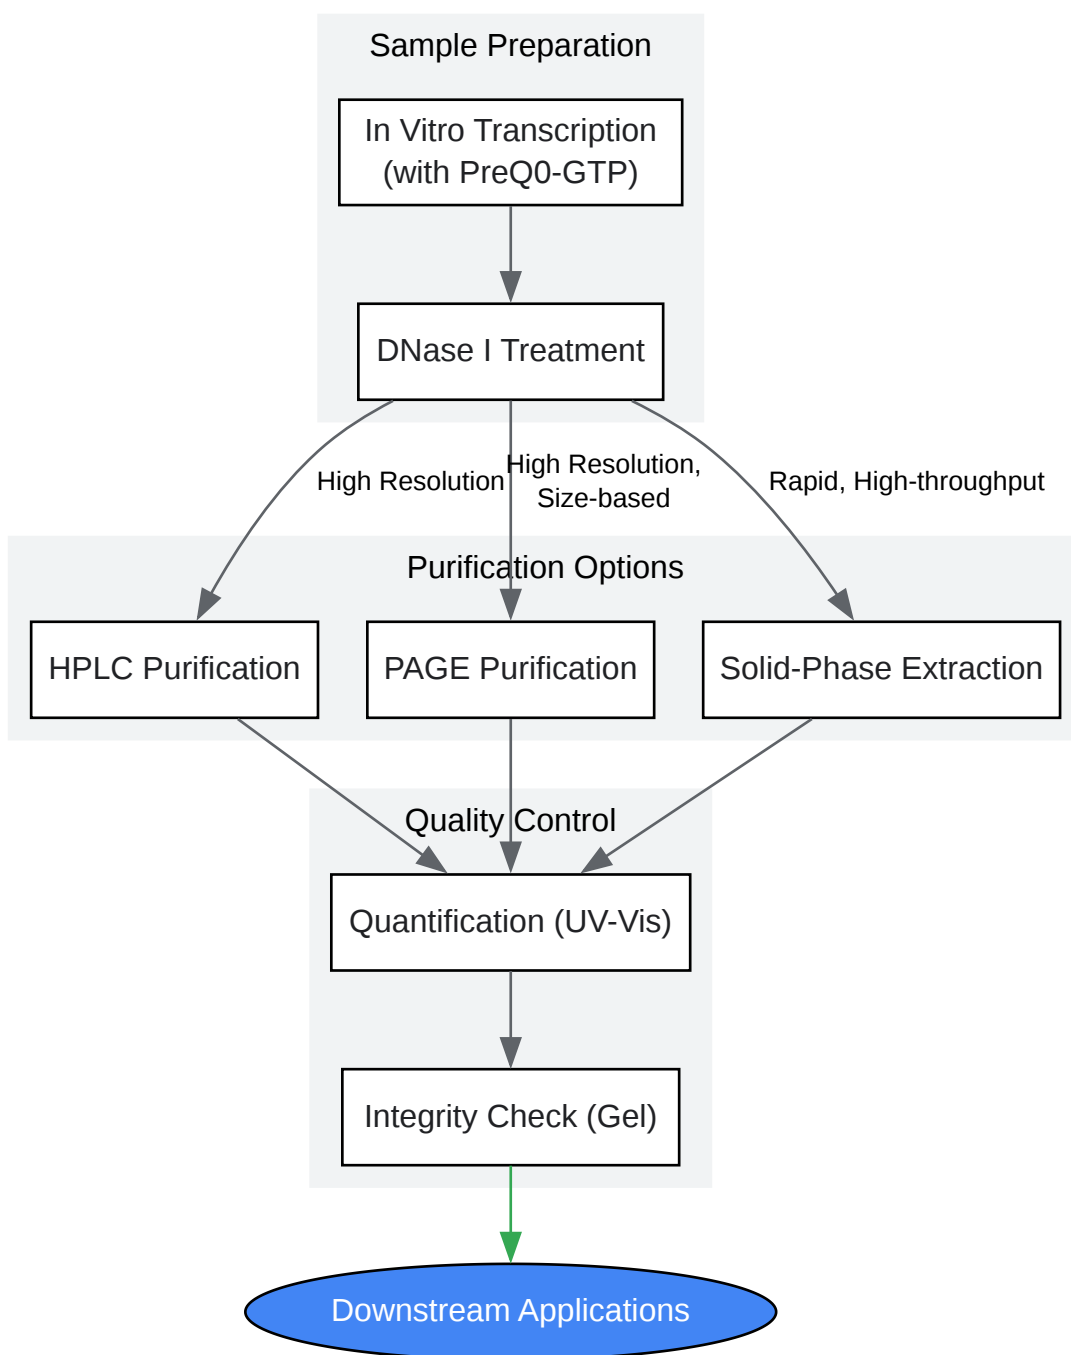 Sample Preparation
In Vitro Transcription
(with PreQ0-GTP)
DNase I Treatment
High Resolution
High Resolution,
Size-based
Rapid, High-throughput
Purification Options
HPLC Purification
PAGE Purification
Solid-Phase Extraction
Quality Control
Quantification (UV-Vis)
Integrity Check (Gel)
Downstream Applications